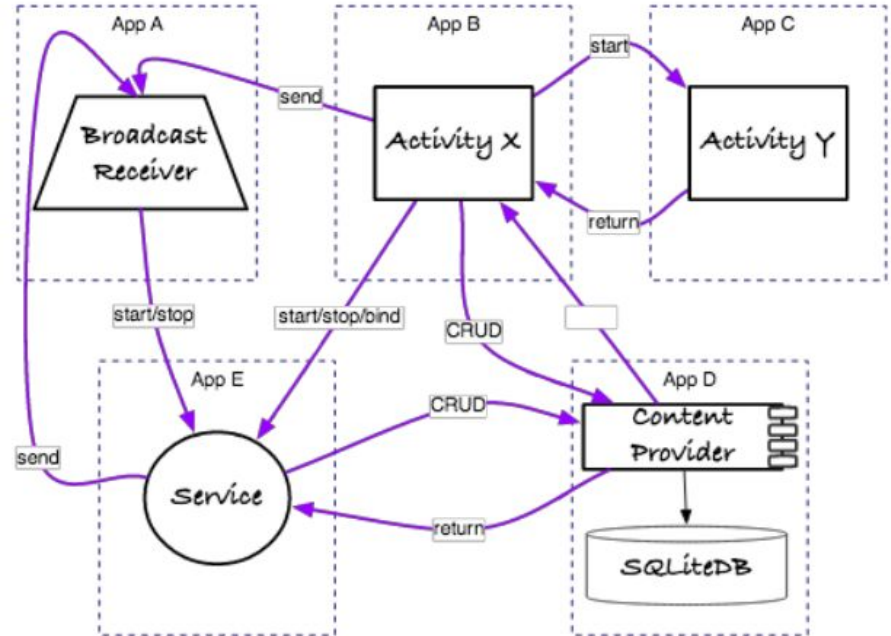 App A
App B
App C
start
send
Broadcast
Receiver
Activity X
Activity Y
return
start/stop
start/stop/bind
CRUD
App E
App D
CRUD
Content
Provider
send
Service
return
SQLiteDB